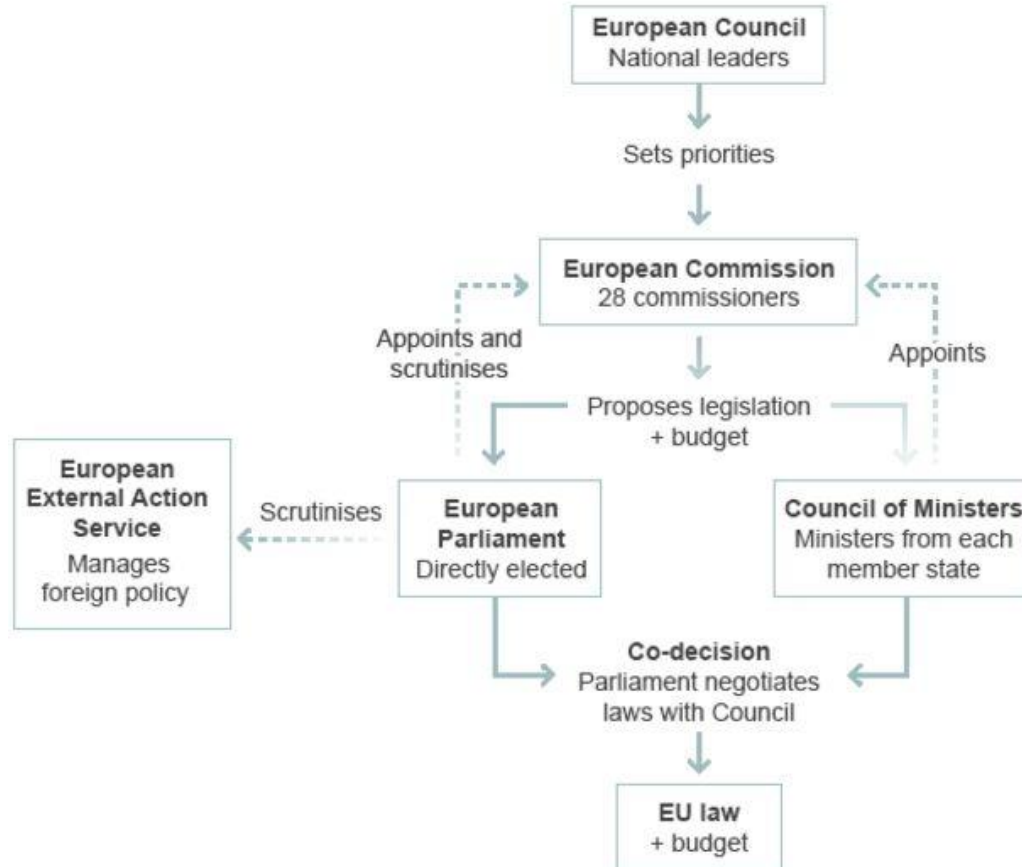 European Council
National leaders
Sets priorities
European Commission
28 commissioners
Appoints and
scrutinises
Appoints
Proposes legislation
+ budget
European
External Action
Service
Manages
foreign policy
Scrutinises
European
Parliament
Directly elected
Council of Ministers
Ministers from each
member state
Co-decision
Parliament negotiates
laws with Council
EU law
+ budget